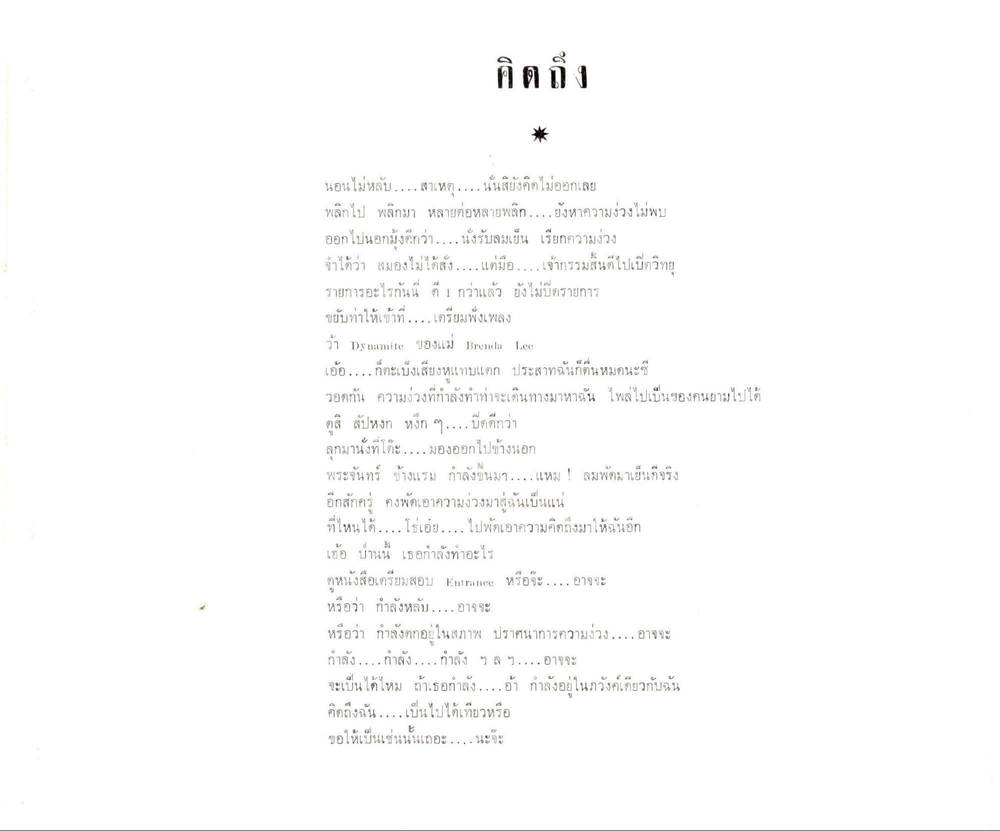 คิดถึง
นอนไม่หลับ....สาเหตุ....นั่นสิยังคิดไม่ออกเลย
พลิกไป พลิกมา หลายต่อหลายพลิก....ยังหาความง่วงไม่พบ
ออกไปนอกมุ้งดีกว่า....นั่งรับลมเย็น เรียกความง่วง
จำได้ว่า สมองไม่ได้สั่ง....แต่มือ....เจ้ากรรมสิ้นดีไปเปิดวิทยุ
รายการอะไรกันนี่ ตี 1 กว่าแล้ว ยังไม่ปิดรายการ
ขยับท่าให้เข้าที่....เตรียมฟังเพลง
ว้า Dynamite ของแม่ Brenda Lee
เอ้อ....ก็ตะเบ็งเสียงหูแทบแตก ประสาทฉันก็ตื่นหมดนะซี
วอดกัน ความง่วงที่กำลังทำท่าจะเดินทางมาหาฉัน ไพล่ไปเป็นของคนยามไปได้
ดูสิ สัปหงก หงึก ๆ....ปิดดีกว่า
ลุกมานั่งที่โต๊ะ....มองออกไปข้างนอก
พระจันทร์ ข้างแรม กำลังขึ้นมา....แหม ! ลมพัดมาเย็นดีจริง
อีกสักครู่ คงพัดเอาความง่วงมาสู่ฉันเป็นแน่
ที่ไหนได้....โธ่เอ๋ย....ไปพัดเอาความคิดถึงมาให้ฉันอีก
เฮ้อ ป่านนี้ เธอกำลังทำอะไร
ดูหนังสือเตรียมสอบ Entrance หรือจ๊ะ....อาจจะ
หรือว่า กำลังหลับ....อาจจะ
หรือว่า กำลังตกอยู่ในสภาพ ปราศนาการความง่วง....อาจจะ
กำลัง....กำลัง....กำลัง ฯ ล ฯ....อาจจะ
จะเป็นได้ไหม ถ้าเธอกำลัง....อ้า กำลังอยู่ในภวังค์เดียวกับฉัน
คิดถึงฉัน....เป็นไปได้เทียวหรือ
ขอให้เป็นเช่นนั้นเถอะ....นะจ๊ะ